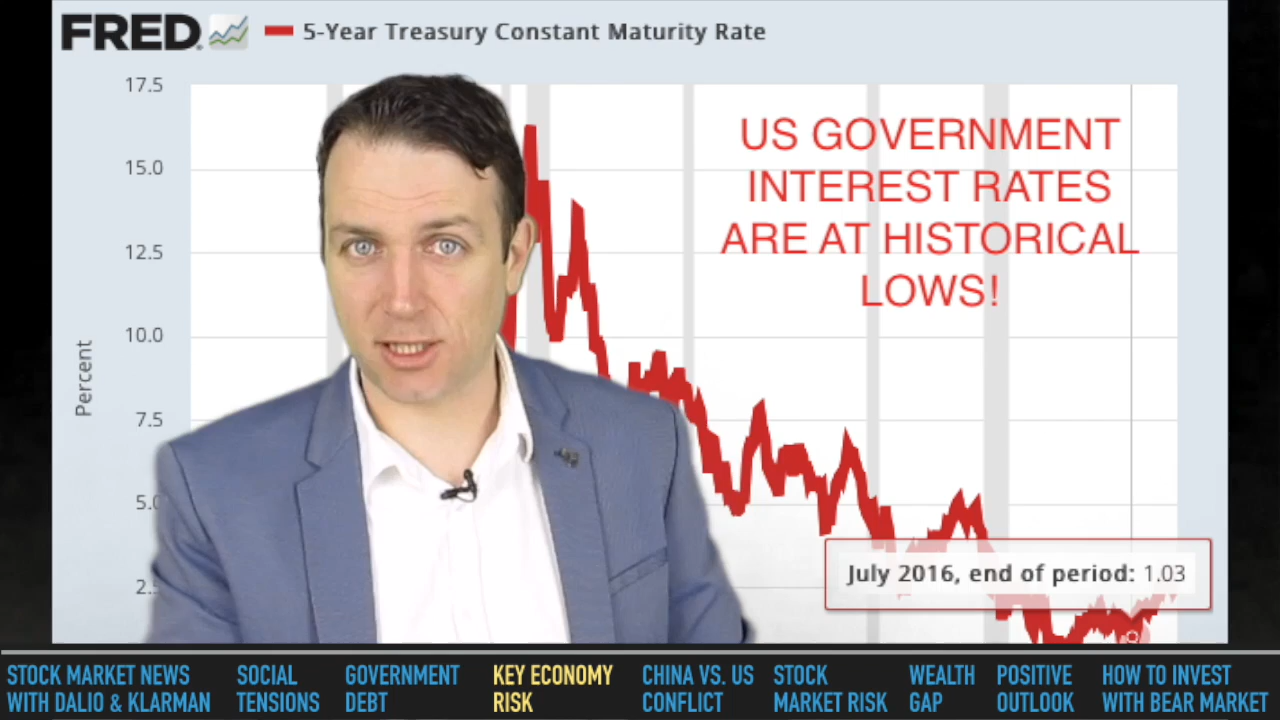 FRED
5-Year Treasury Constant Maturity Rate
17.5
15.0
12.5
10.0
7.5
5.0
2.
Percent
US GOVERNMENT
INTEREST RATES
ARE AT HISTORICAL
LOWS!
July 2016, end of period: 1.03
STOCK MARKET NEWS
WITH DALIO & KLARMAN
SOCIAL
TENSIONS
GOVERNMENT
DEBT
KEY ECONOMY
RISK
CHINA VS. US
CONFLICT
STOCK
MARKET RISK
WEALTH
GAP
POSITIVE
OUTLOOK
HOW TO INVEST
WITH BEAR MARKET